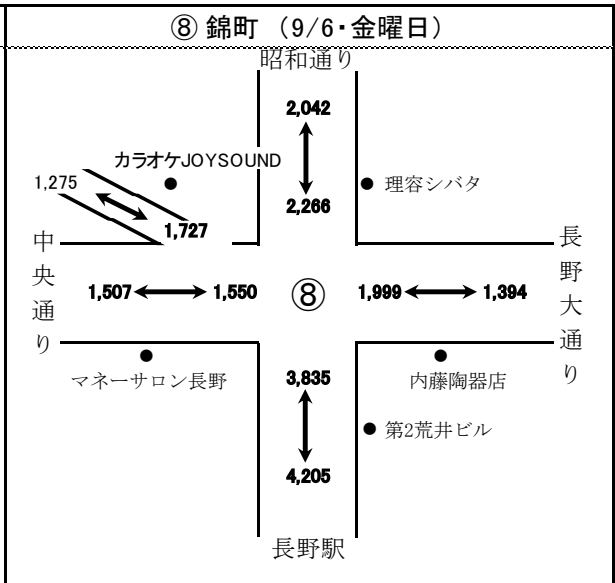 ⑧ 錦町 （9/6・金曜日）
昭和通り
2,042
カラオケJOYSOUND
1,275
理容シバタ
2,266
1,727
中央通り
長野大通り
1,507
1,550
⑧
1,999
1,394
マネーサロン長野
3,835
内藤陶器店
第2荒井ビル
4,205
長野駅